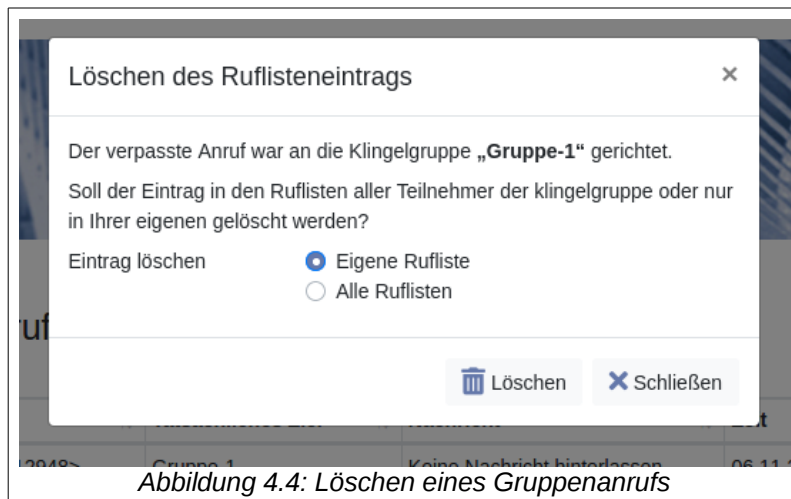 Löschen des Ruflisteneintrags ×
Der verpasste Anruf war an die Klingelgruppe „Gruppe-1“ gerichtet.
Soll der Eintrag in den Ruflisten aller Teilnehmer der klingelgruppe oder nur
in Ihrer eigenen gelöscht werden?
Eintrag löschen Eigene Rufliste
Alle Ruflisten
uf
Löschen Schließen
Abbildung 4.4: Löschen eines Gruppenanrufs